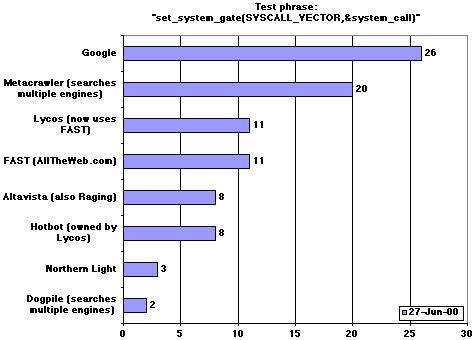 Test phrase:
"set_system_gate(SYSCALL_VECTOR,&system_call)"
Google
26
Metacrawler (searches
multiple engines)
20
Lycos (now uses
FAST)
11
FAST (AllTheWeb.com)
11
Altavista (also Raging)
8
Hotbot (owned by
Lycos)
8
Northern Light
3
Dogpile (searches
multiple engines)
2
27-Jun-00
0 5 10 15 20 25 30